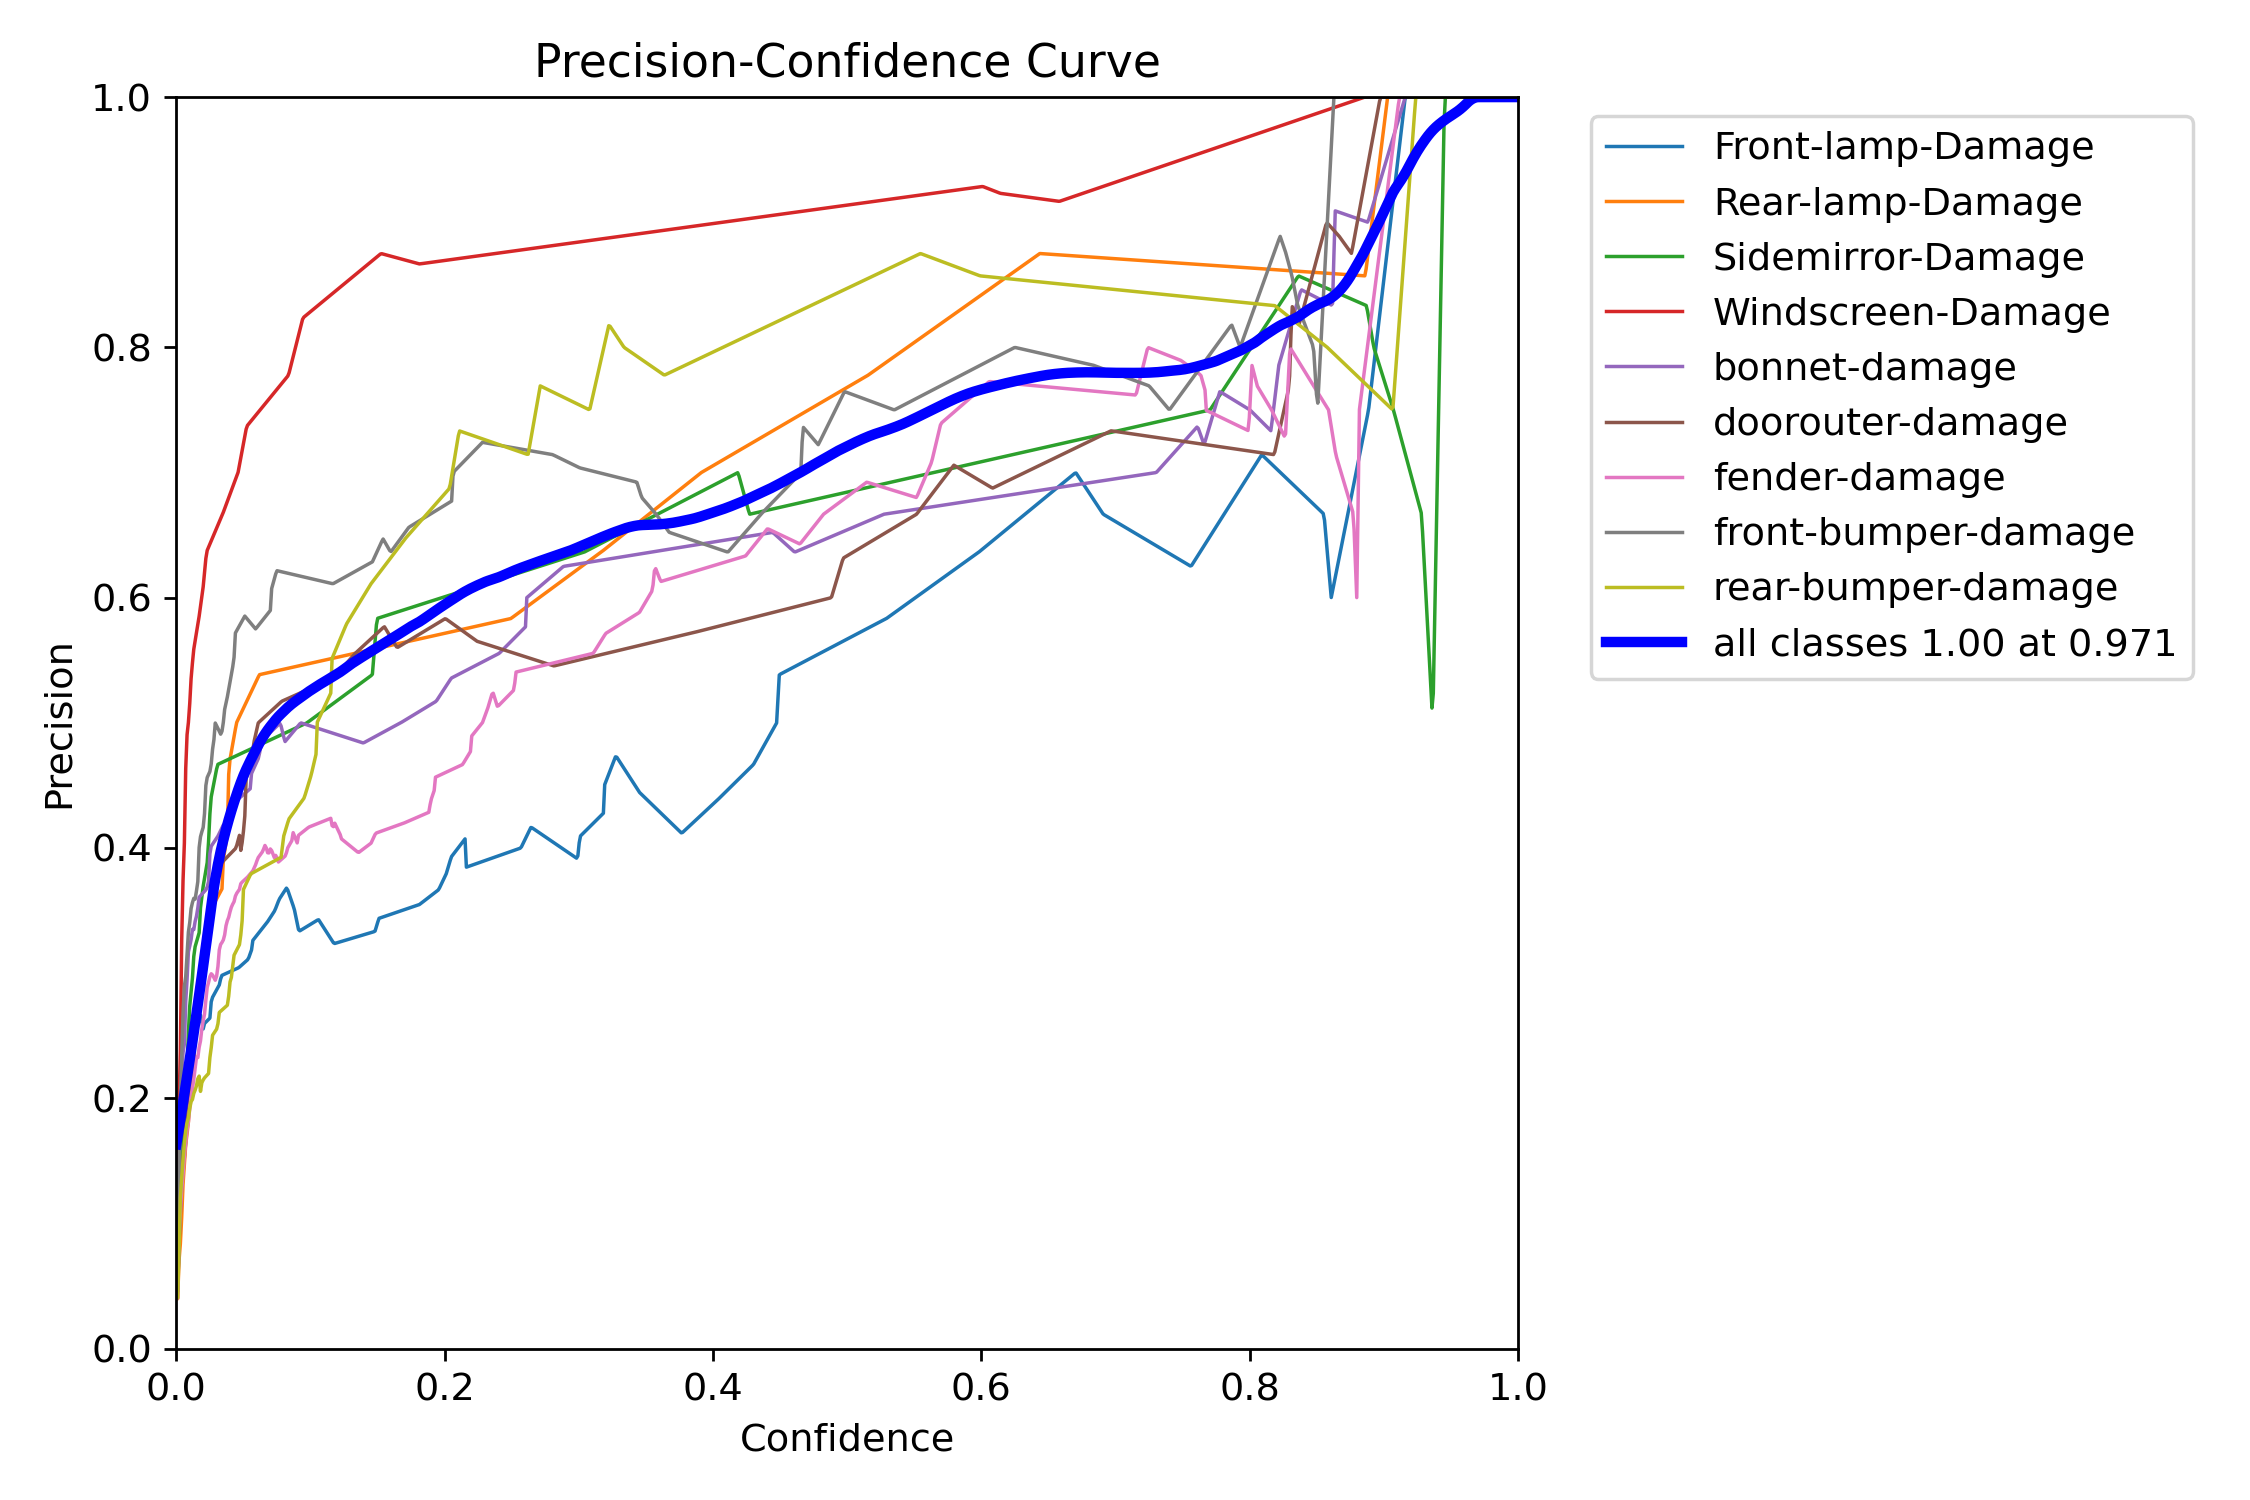 Precision-Confidence Curve
1.0
0.8
0.6
0.4
0.2
0.0
Precision
0.0 0.2 0.4 0.6 0.8 1.0
Confidence
Front-lamp-Damage
Rear-lamp-Damage
Sidemirror-Damage
Windscreen-Damage
bonnet-damage
doorouter-damage
fender-damage
front-bumper-damage
rear-bumper-damage
all classes 1.00 at 0.971